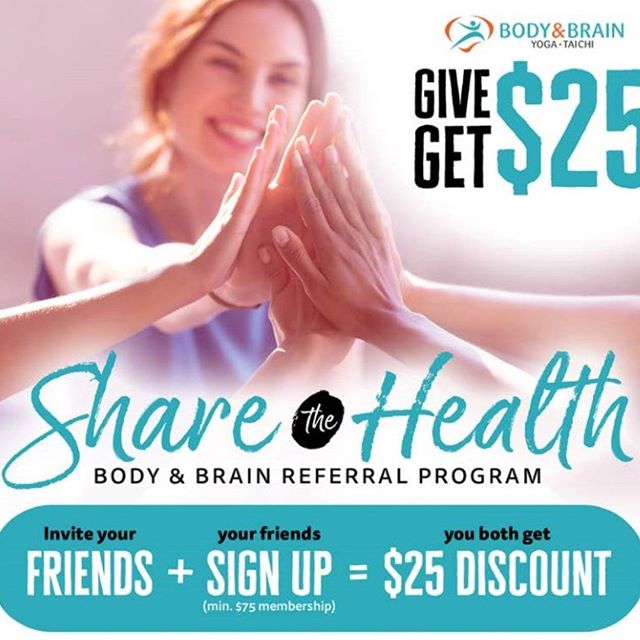 BODY&BRAIN
YOGA•TAICHI
GIVE
GET $25
Share the Health
BODY & BRAIN REFERRAL PROGRAM
Invite your
FRIENDS
+
your friends
SIGN UP
(min. $75 membership)
=
you both get
$25 DISCOUNT